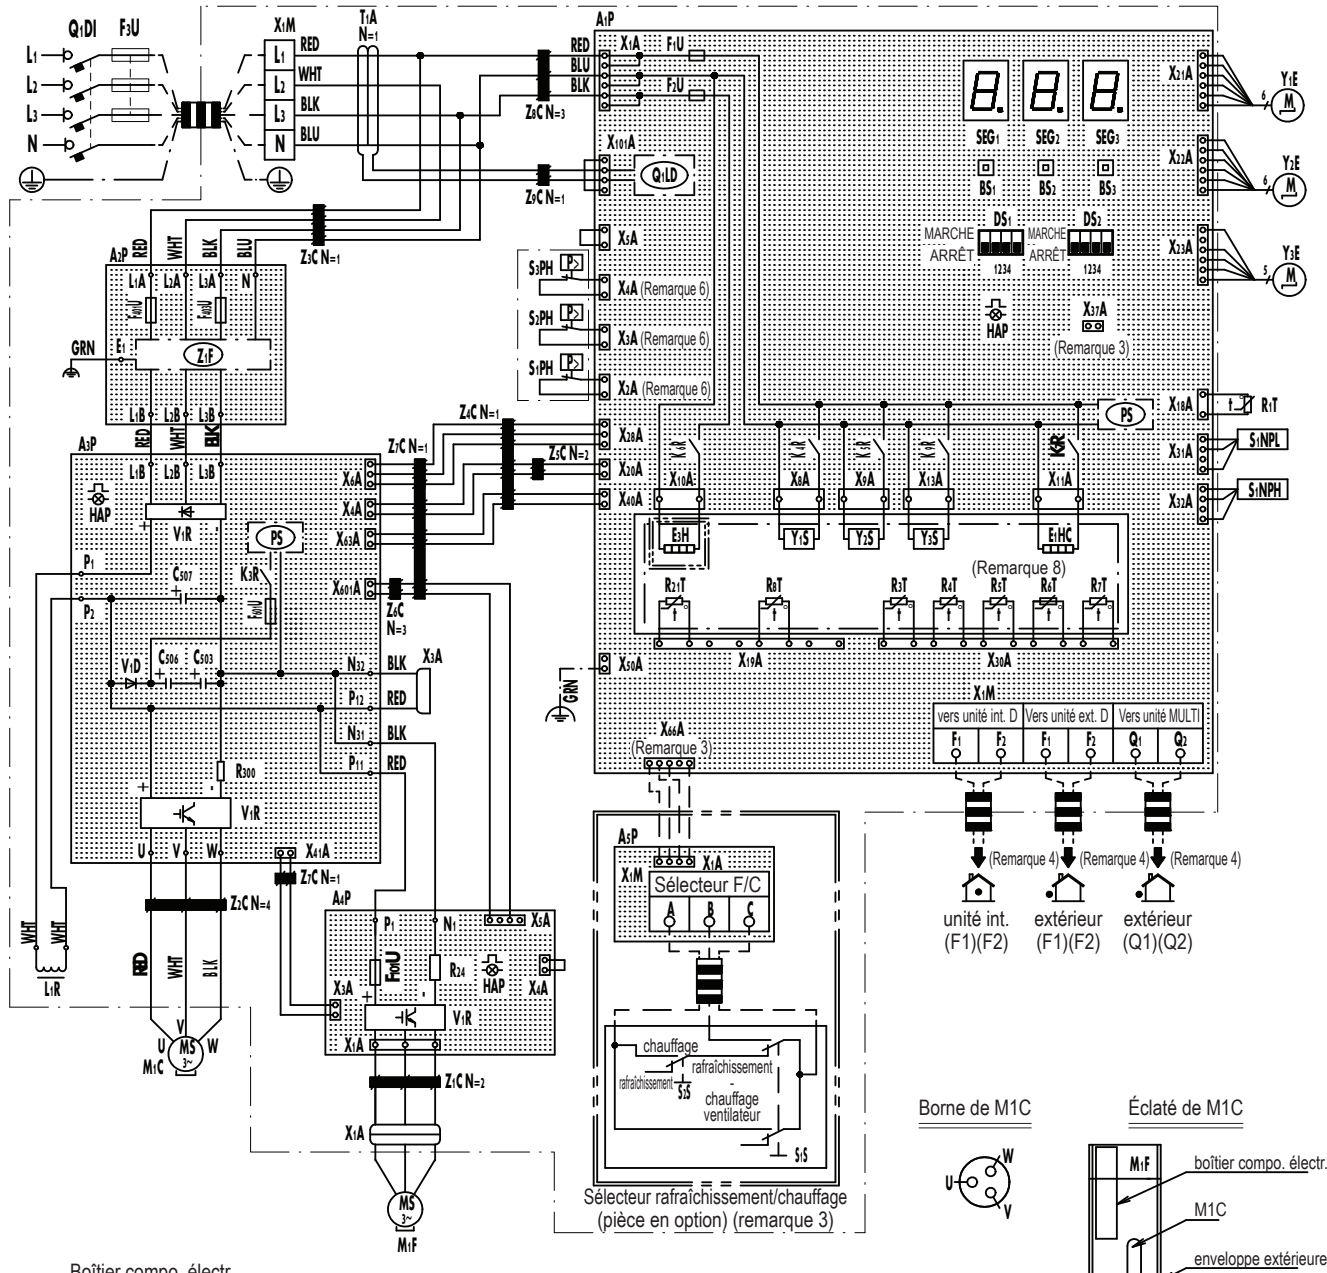 Q1DI F3U X1M T1A N=1 A1P
L1 L1 RED RED X1A F1U
L2 L2 WHT BLU
L3 L3 BLK BLK F2U
N N BLU Z8C N=3
X21A Y1E 6 M
SEG1 SEG2 SEG3
X101A Q1LD Z9C N=1
BS1 BS2 BS3
X22A Y2E 6 M
X5A
DS1 DS2
MARCHE MARCHE
ARRÊT ARRÊT
1234 1234
X23A Y3E 5 M
RED WHT BLK BLU Z3C N=1
A2P L1A L2A L3A N
F401U F403U
GRN E1 Z1F
L1B L2B L3B
RED WHT BLK
S3PH P> X4A (Remarque 6)
S2PH P> X3A (Remarque 6)
S1PH P> X2A (Remarque 6)
HAP X37A
(Remarque 3)
PS X18A t R1T
X31A S1NPL
X32A S1NPH
A3P L1B L2B L3B
HAP V1R
Z4C N=1 Z7C N=1 Z5C N=2
X6A X28A
X4A X20A
X63A X40A
X601A Z6C N=3
X10A X8A X9A X13A X11A
E3H Y1S Y2S Y3S E1HC
(Remarque 8)
R21T R8T R3T R4T R5T R6T R7T
t t t t t t t
X19A X30A
PS
P1 C507 K3R
P2 F601U
V1D C506 C503
N32 BLK X3A
P12 RED
N31 BLK
P11 RED
R300
V1R
U V W X41A
Z7C N=1
Z2C N=4
X50A GRN
X66A
(Remarque 3)
X1M
vers unité int. D Vers unité ext. D Vers unité MULTI
F1 F2 F1 F2 Q1 Q2
(Remarque 4) (Remarque 4) (Remarque 4)
unité int. extérieur extérieur
(F1)(F2) (F1)(F2) (Q1)(Q2)
A5P
X1A
X1M
Sélecteur F/C
A B C
chauffage
rafraîchissement
rafraîchissement
-
chauffage
ventilateur
S2S
S1S
Sélecteur rafraîchissement/chauffage
(pièce en option) (remarque 3)
A4P
P1 N1 X5A
F101U R24 HAP X4A
X3A
V1R
X1A
Z1C N=2
X1A
MS
3~
M1F
WHT WHT
L1R
RED WHT BLK
U V W
MS
3~
M1C
Borne de M1C
U W V
Éclaté de M1C
M1F
boîtier compo. électr.
M1C
enveloppe extérieure
Boîtier compo. électr.